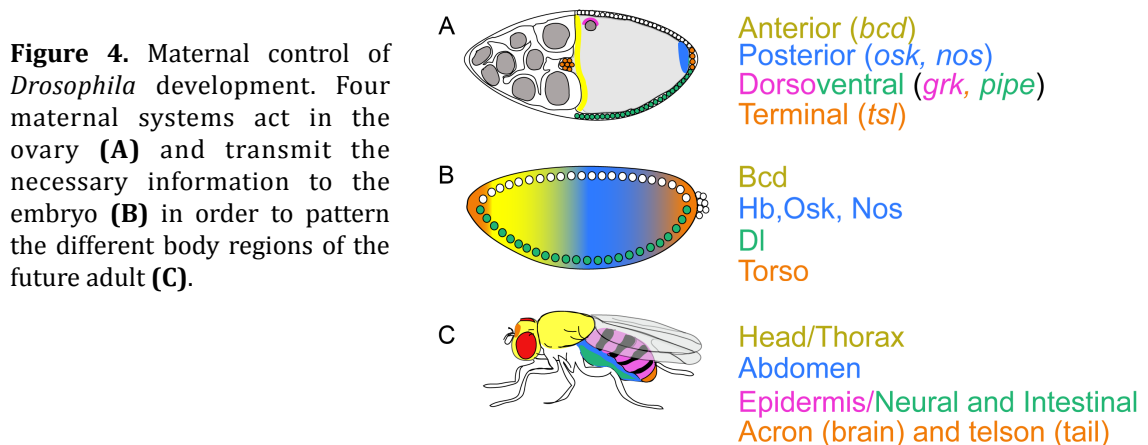 Figure 4. Maternal control of
Drosophila development. Four
maternal systems act in the
ovary (A) and transmit the
necessary information to the
embryo (B) in order to pattern
the different body regions of the
future adult (C).
A
Anterior (bcd)
Posterior (osk, nos)
Dorsoventral (grk, pipe)
Terminal (tsl)
B
Bcd
Hb,Osk, Nos
Dl
Torso
C
Head/Thorax
Abdomen
Epidermis/Neural and Intestinal
Acron (brain) and telson (tail)